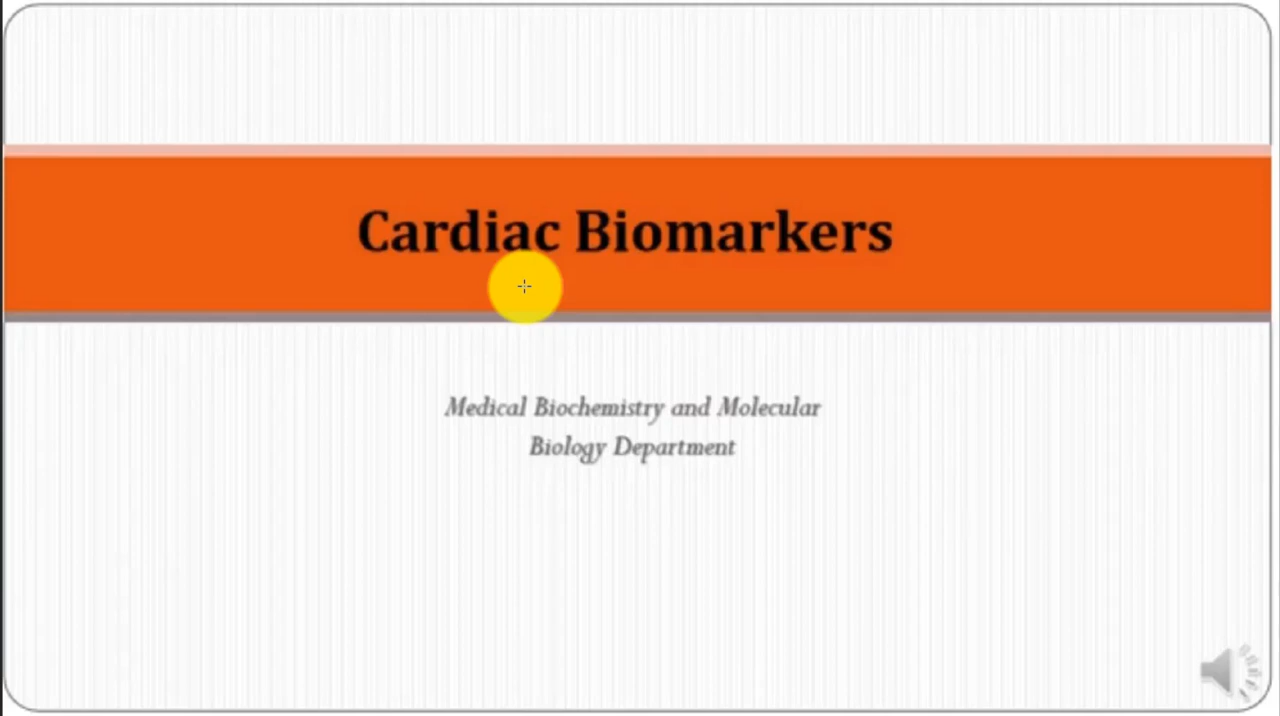 Cardiac Biomarkers
Medical Biochemistry and Molecular
Biology Department